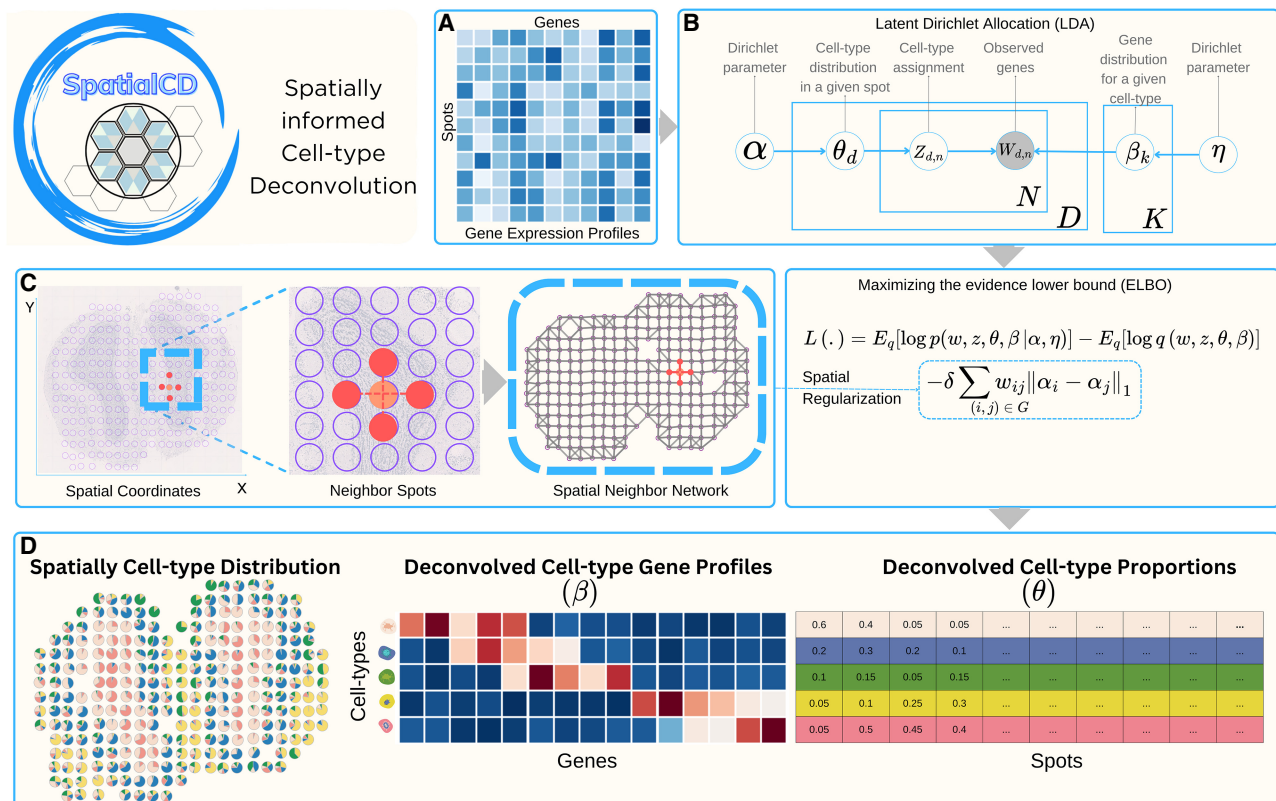 SpatialCD
Spatially
informed
Cell-type
Deconvolution
A
Genes
Spots
Gene Expression Profiles
B
Latent Dirichlet Allocation (LDA)
Dirichlet
parameter
Cell-type
distribution
in a given spot
Cell-type
assignment
Observed
genes
Gene
distribution
for a given
cell-type
Dirichlet
parameter
α
θ_d
Z_{d,n}
W_{d,n}
β_k
η
N
D
K
C
Y
X
Spatial Coordinates
Neighbor Spots
Spatial Neighbor Network
Maximizing the evidence lower bound (ELBO)
L (.) = E_q[log p(w, z, θ, β |α, η)] − E_q[log q (w, z, θ, β)]
Spatial
Regularization
−δ ∑ w_{ij}‖α_i − α_j‖_1
(i, j) ∈ G
D
Spatially Cell-type Distribution
Deconvolved Cell-type Gene Profiles
(β)
Cell-types
Genes
Deconvolved Cell-type Proportions
(θ)
0.6 0.4 0.05 0.05 ... ... ... ... ... ...
0.2 0.3 0.2 0.1 ... ... ... ... ... ...
0.1 0.15 0.05 0.15 ... ... ... ... ... ...
0.05 0.1 0.25 0.3 ... ... ... ... ... ...
0.05 0.5 0.45 0.4 ... ... ... ... ... ...
Spots